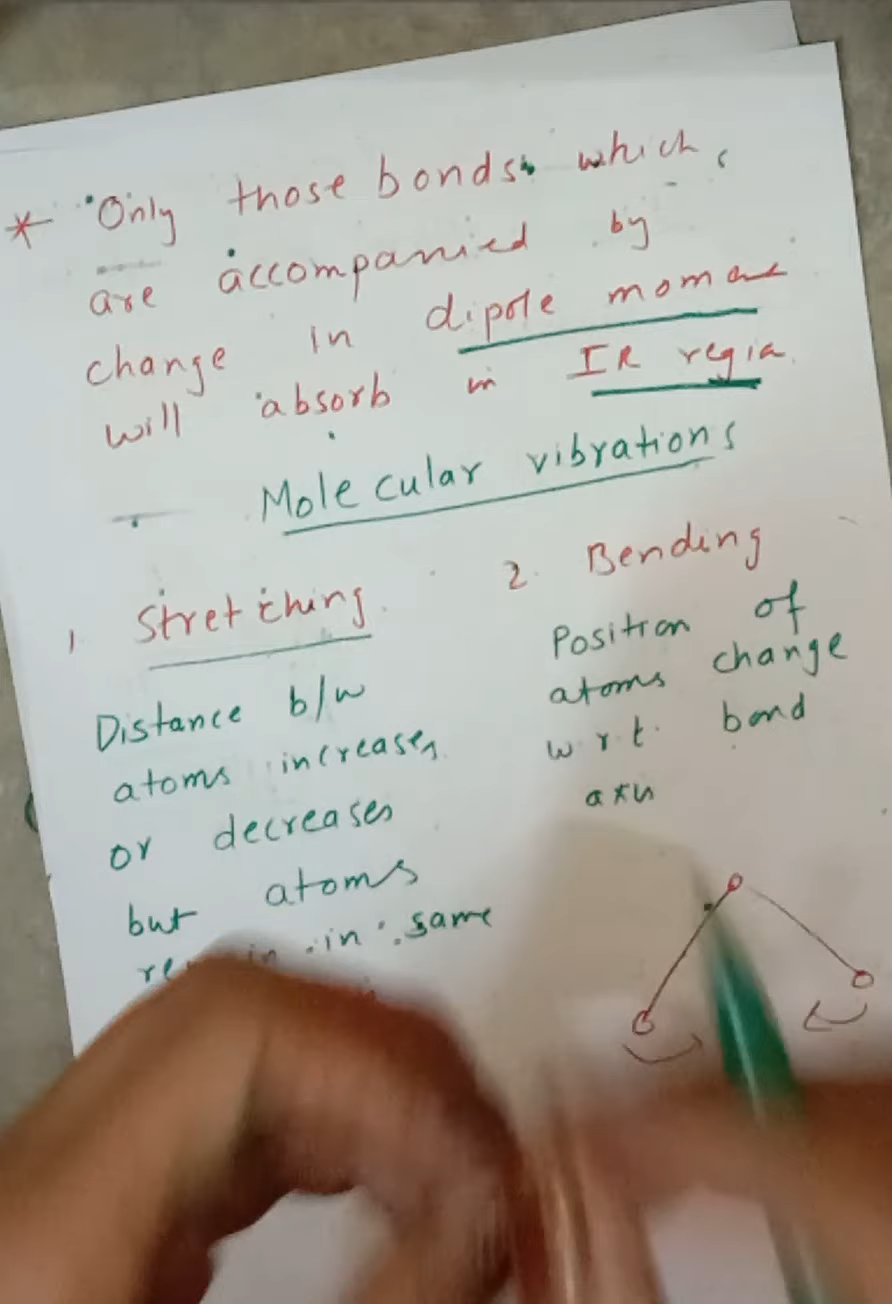 * Only those bonds which
are accompanied by
change in dipole moment
will absorb in IR region
Molecular vibrations
1. Stretching
Distance b/w
atoms increases
or decreases
but atoms
in same
2. Bending
Position of
atoms change
w r t. bond
axis